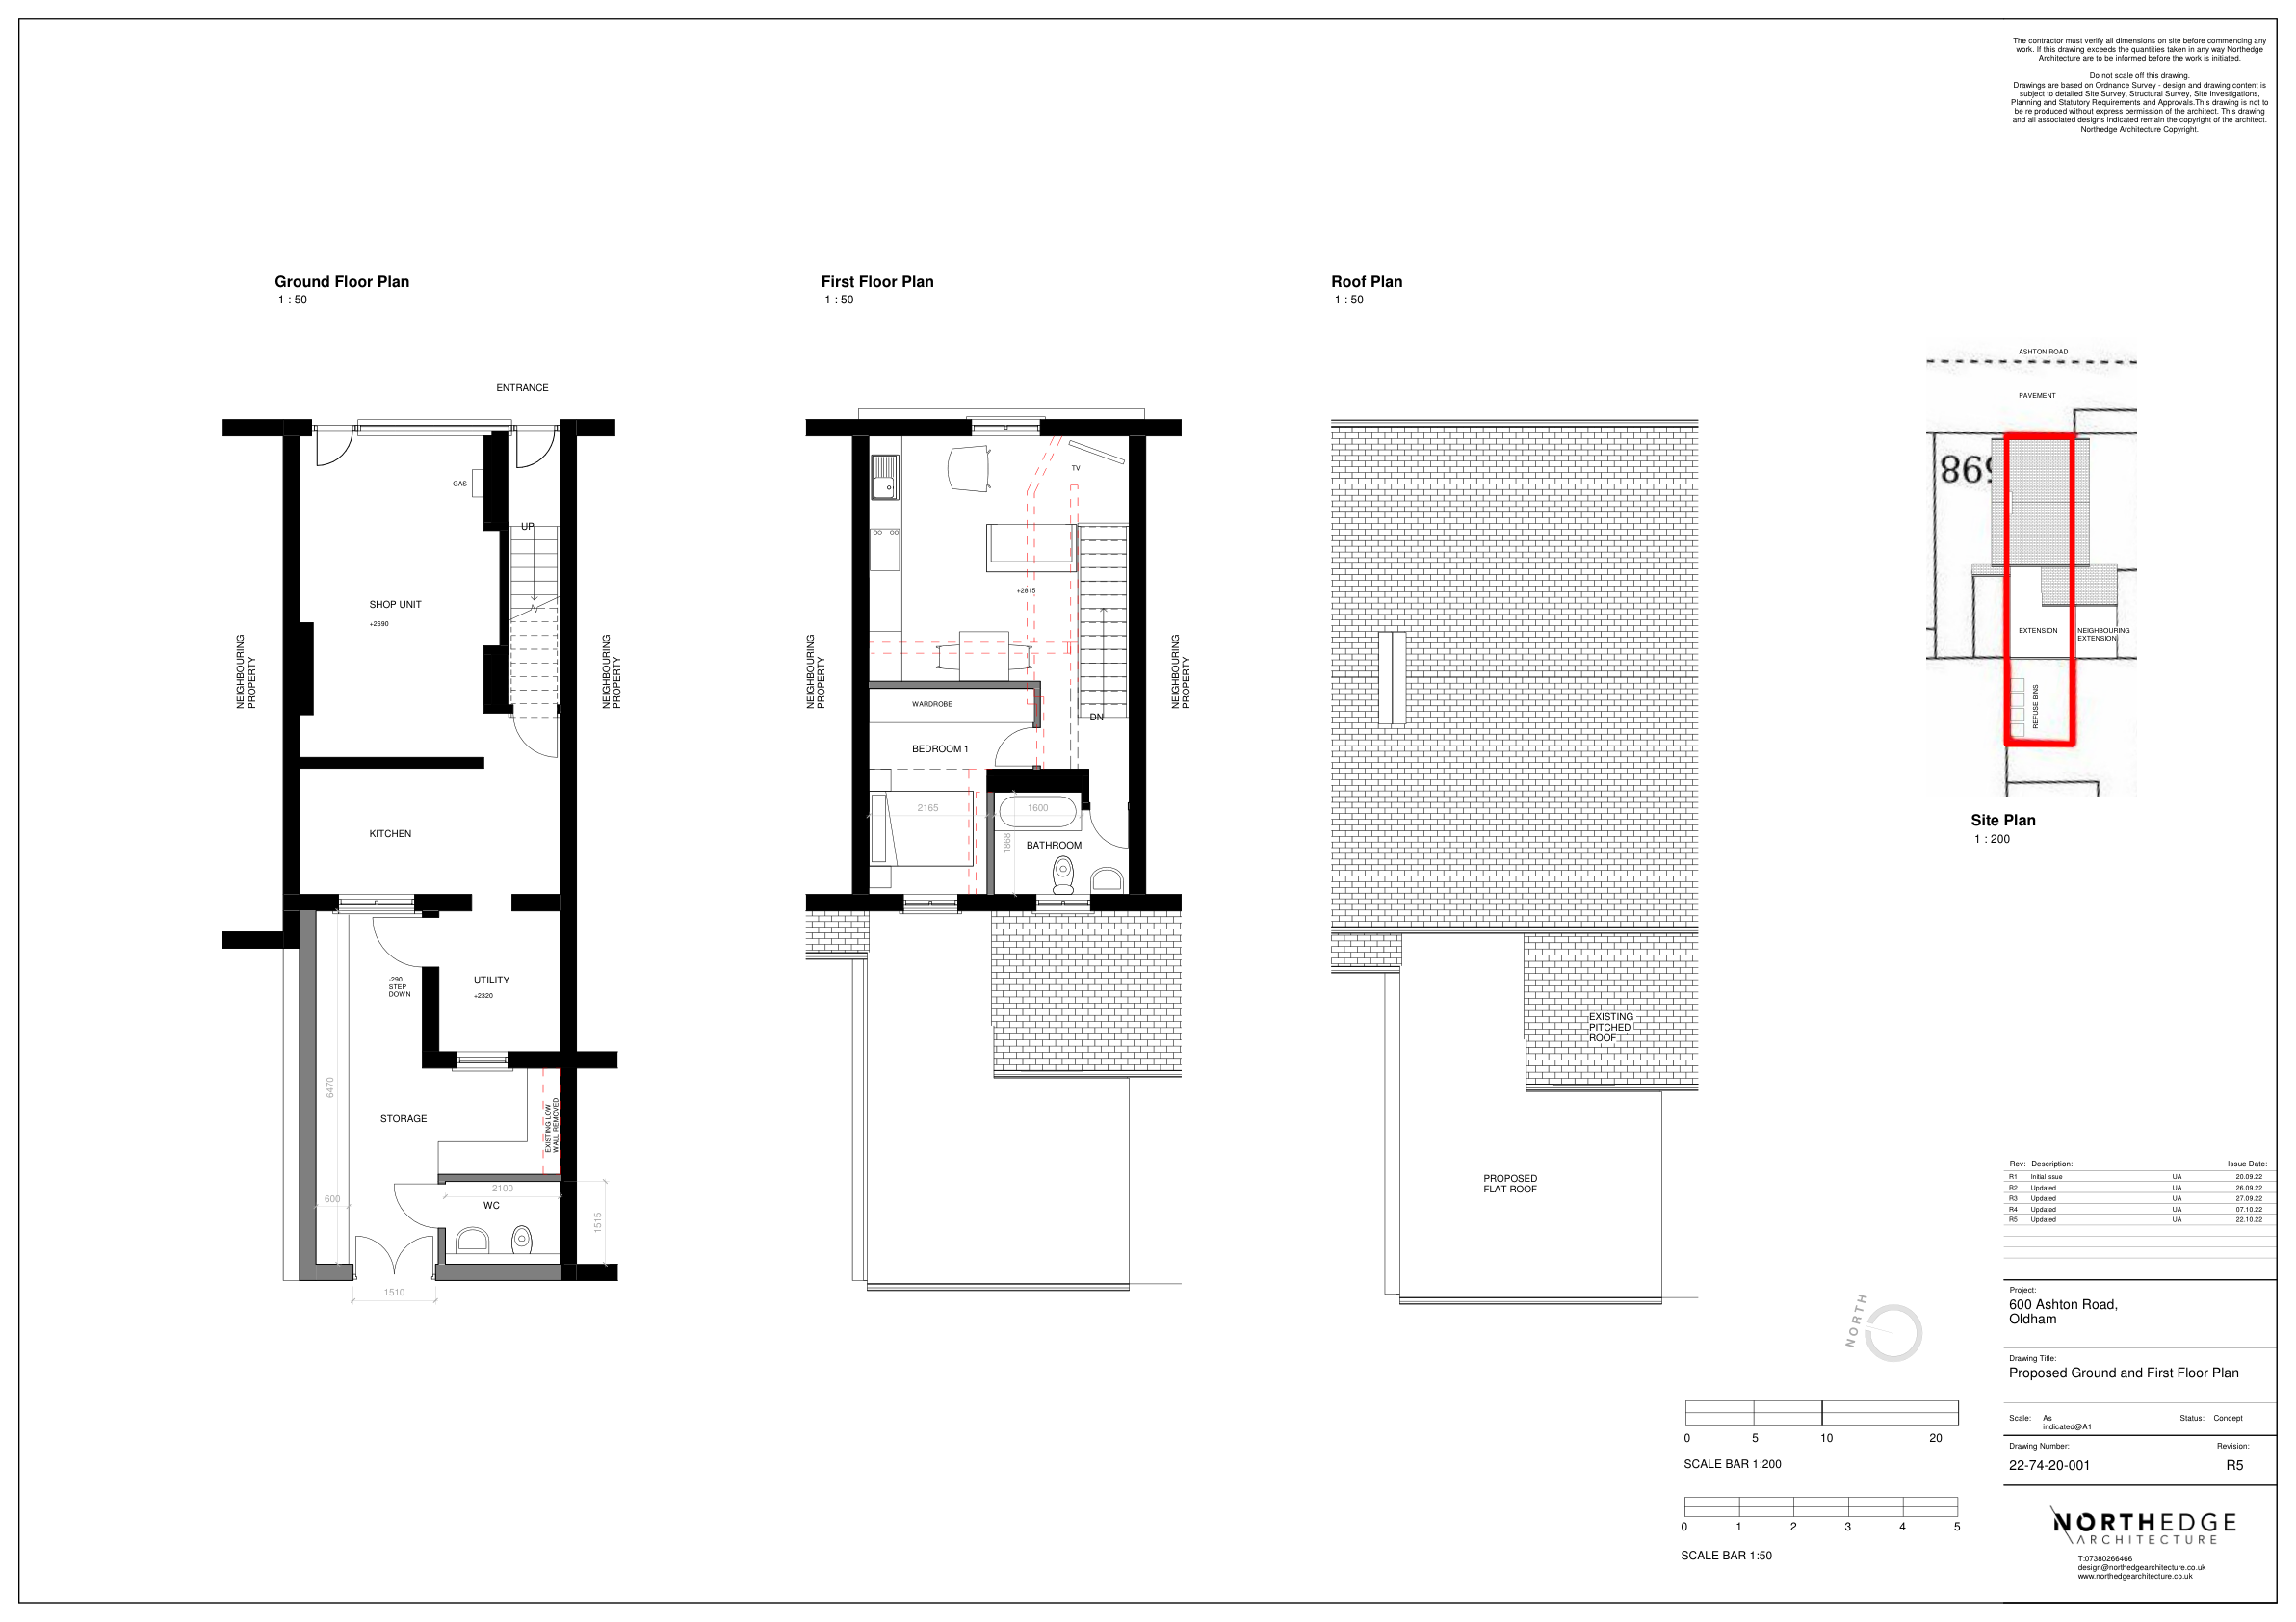 The contractor must verify all dimensions on site before commencing any
work. If this drawing exceeds the quantities taken in any way Northedge
Architecture are to be informed before the work is initiated.
Do not scale off this drawing.
Drawings are based on Ordnance Survey - design and drawing content is
subject to detailed Site Survey, Structural Survey, Site Investigations,
Planning and Statutory Requirements and Approvals.This drawing is not to
be re produced without express permission of the architect. This drawing
and all associated designs indicated remain the copyright of the architect.
Northedge Architecture Copyright.
Ground Floor Plan
1 : 50
ENTRANCE
GAS
UP
SHOP UNIT
+2690
NEIGHBOURING
PROPERTY
NEIGHBOURING
PROPERTY
KITCHEN
-290
STEP
DOWN
UTILITY
+2320
6470
STORAGE
EXISTING LOW
WALL REMOVED
600
2100
WC
1515
1510
First Floor Plan
1 : 50
TV
+2815
NEIGHBOURING
PROPERTY
NEIGHBOURING
PROPERTY
WARDROBE
DN
BEDROOM 1
2165
1600
1868
BATHROOM
Roof Plan
1 : 50
EXISTING
PITCHED
ROOF
PROPOSED
FLAT ROOF
ASHTON ROAD
PAVEMENT
EXTENSION
NEIGHBOURING
EXTENSION
REFUSE BINS
Site Plan
1 : 200
NORTH
0 5 10 20
SCALE BAR 1:200
0 1 2 3 4 5
SCALE BAR 1:50
Rev: Description: Issue Date:
R1 Initial Issue UA 20.09.22
R2 Updated UA 26.09.22
R3 Updated UA 27.09.22
R4 Updated UA 07.10.22
R5 Updated UA 22.10.22
Project:
600 Ashton Road,
Oldham
Drawing Title:
Proposed Ground and First Floor Plan
Scale: As
indicated@A1
Status: Concept
Drawing Number: Revision:
22-74-20-001 R5
NORTHEDGE
ARCHITECTURE
T:07380266466
design@northedgearchitecture.co.uk
www.northedgearchitecture.co.uk